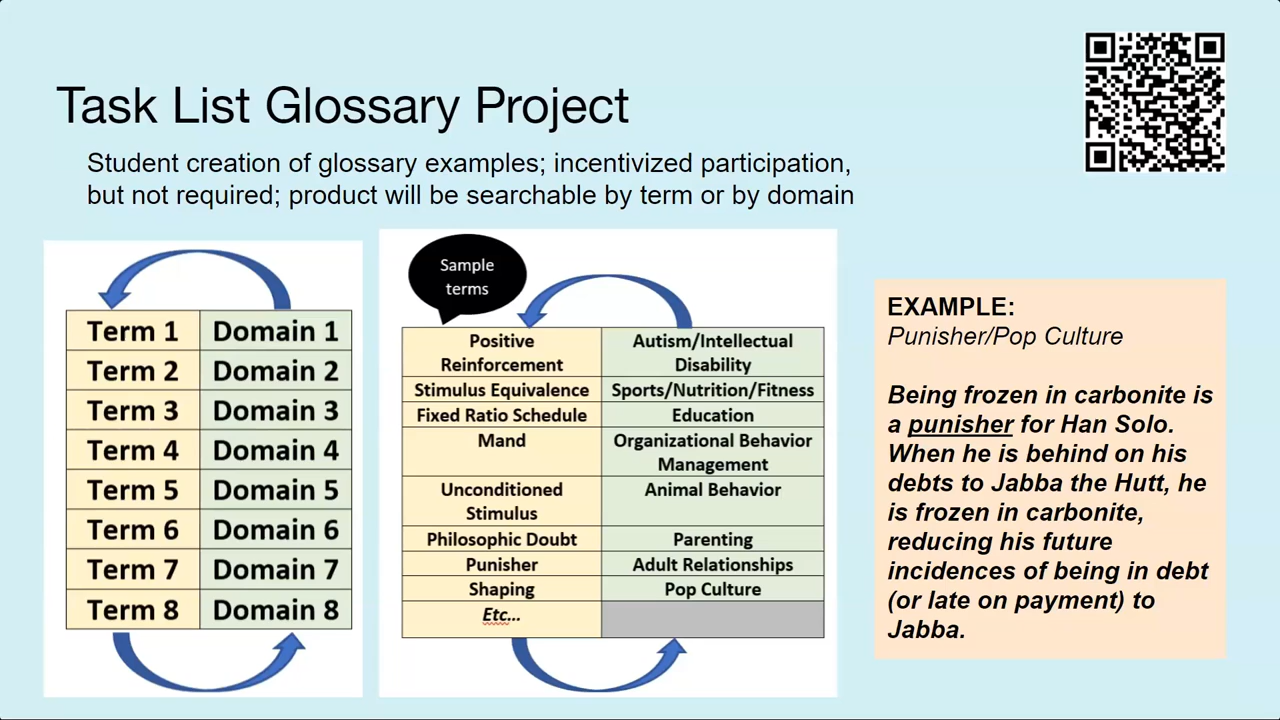 Task List Glossary Project
Student creation of glossary examples; incentivized participation,
but not required; product will be searchable by term or by domain
Term 1 Domain 1
Term 2 Domain 2
Term 3 Domain 3
Term 4 Domain 4
Term 5 Domain 5
Term 6 Domain 6
Term 7 Domain 7
Term 8 Domain 8
Sample
terms
Positive
Reinforcement
Autism/Intellectual
Disability
Stimulus Equivalence
Sports/Nutrition/Fitness
Fixed Ratio Schedule
Education
Mand
Organizational Behavior
Management
Unconditioned
Stimulus
Animal Behavior
Philosophic Doubt
Parenting
Punisher
Adult Relationships
Shaping
Pop Culture
Etc...
EXAMPLE:
Punisher/Pop Culture
Being frozen in carbonite is
a punisher for Han Solo.
When he is behind on his
debts to Jabba the Hutt, he
is frozen in carbonite,
reducing his future
incidences of being in debt
(or late on payment) to
Jabba.